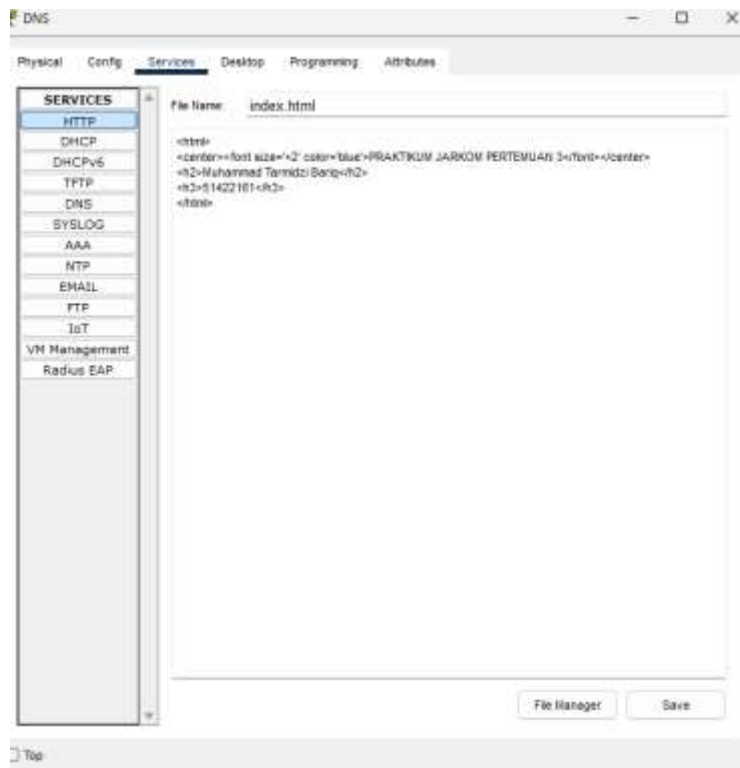 DNS
Physical Config Services Desktop Programming Attributes
SERVICES
HTTP
DHCP
DHCPv6
TFTP
DNS
SYSLOG
AAA
NTP
EMAIL
FTP
IoT
VM Management
Radius EAP
File Name: index.html
<html>
<center><font size='+2' color='blue'>PRAKTIKUM JARKOM PERTEMUAN 3</font></center>
<h2>Muhammad Tarmidzi Bariq</h2>
<h3>51422161</h3>
</html>
File Manager Save
Top